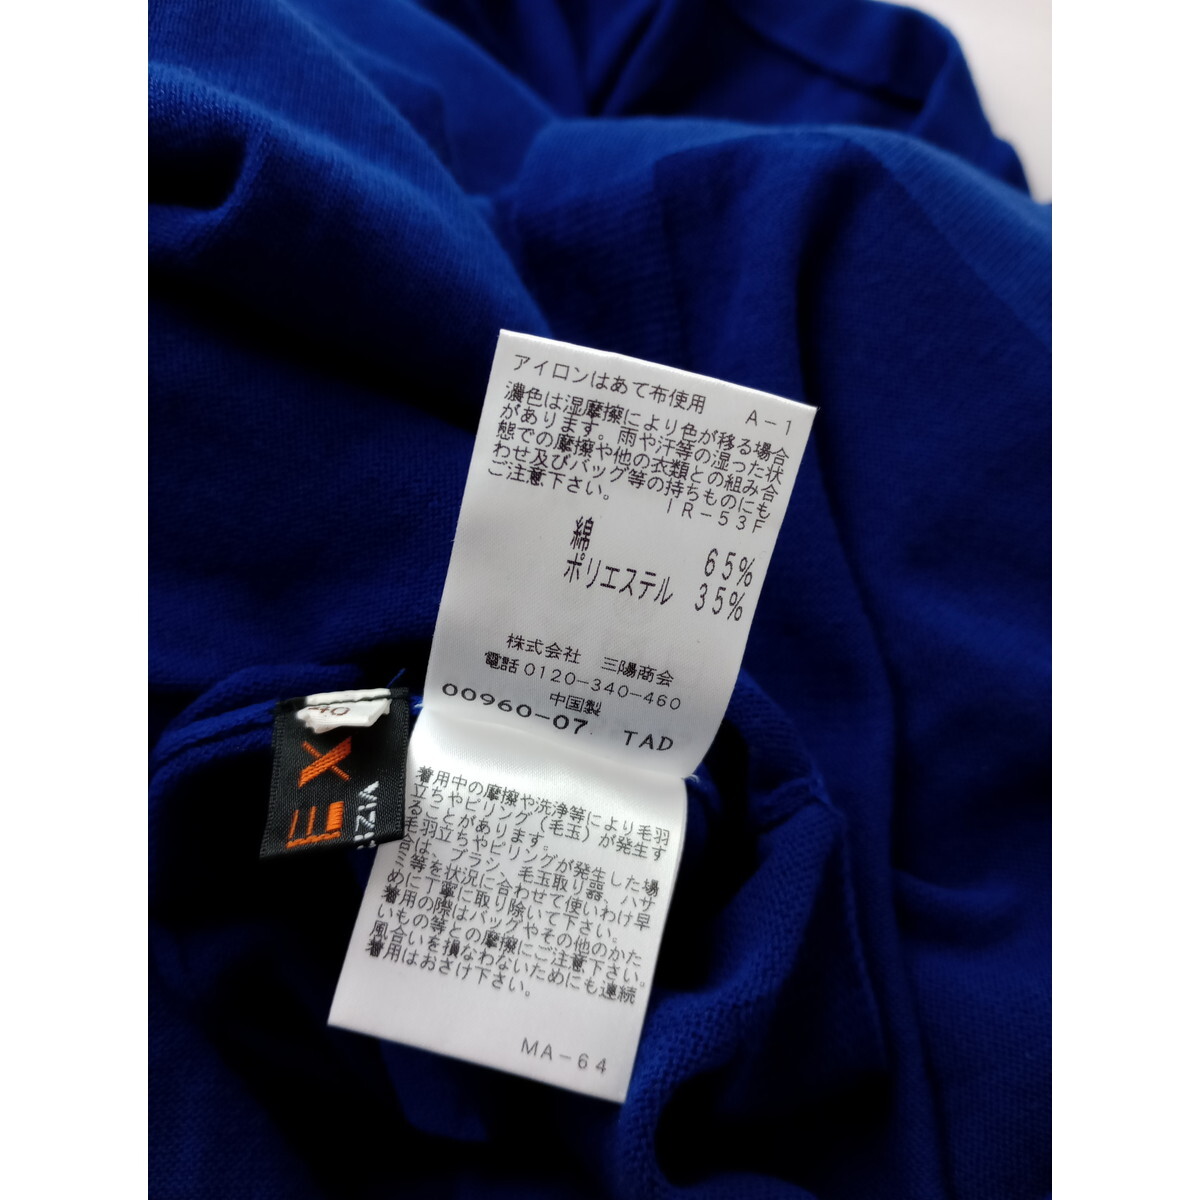 アイロンはあて布使用 A-1
濃色は湿摩擦により色が移る場合
があります。雨や汗等の湿った状
態での摩擦や他の衣類との組み合
わせ及びバッグ等の持ちものにも
ご注意下さい。
IR-53F
綿 65%
ポリエステル 35%
株式会社 三陽商会
電話0120-340-460
中国製
00960-07 TAD
40
EX
着用中の摩擦や洗浄等により毛羽
立ちやピリング(毛玉)が発生す
ることがあります。
毛羽立ちやピリングが発生した場
合は、ブラシ、毛玉取り器、ハサ
ミ等を状況に合わせて使いわけ早
めに丁寧に取り除いて下さい。
着用の際はバッグやその他のかた
いもの等との摩擦にご注意下さい。
風合いを損なわないためにも連続
着用はおさけ下さい。
MA-64